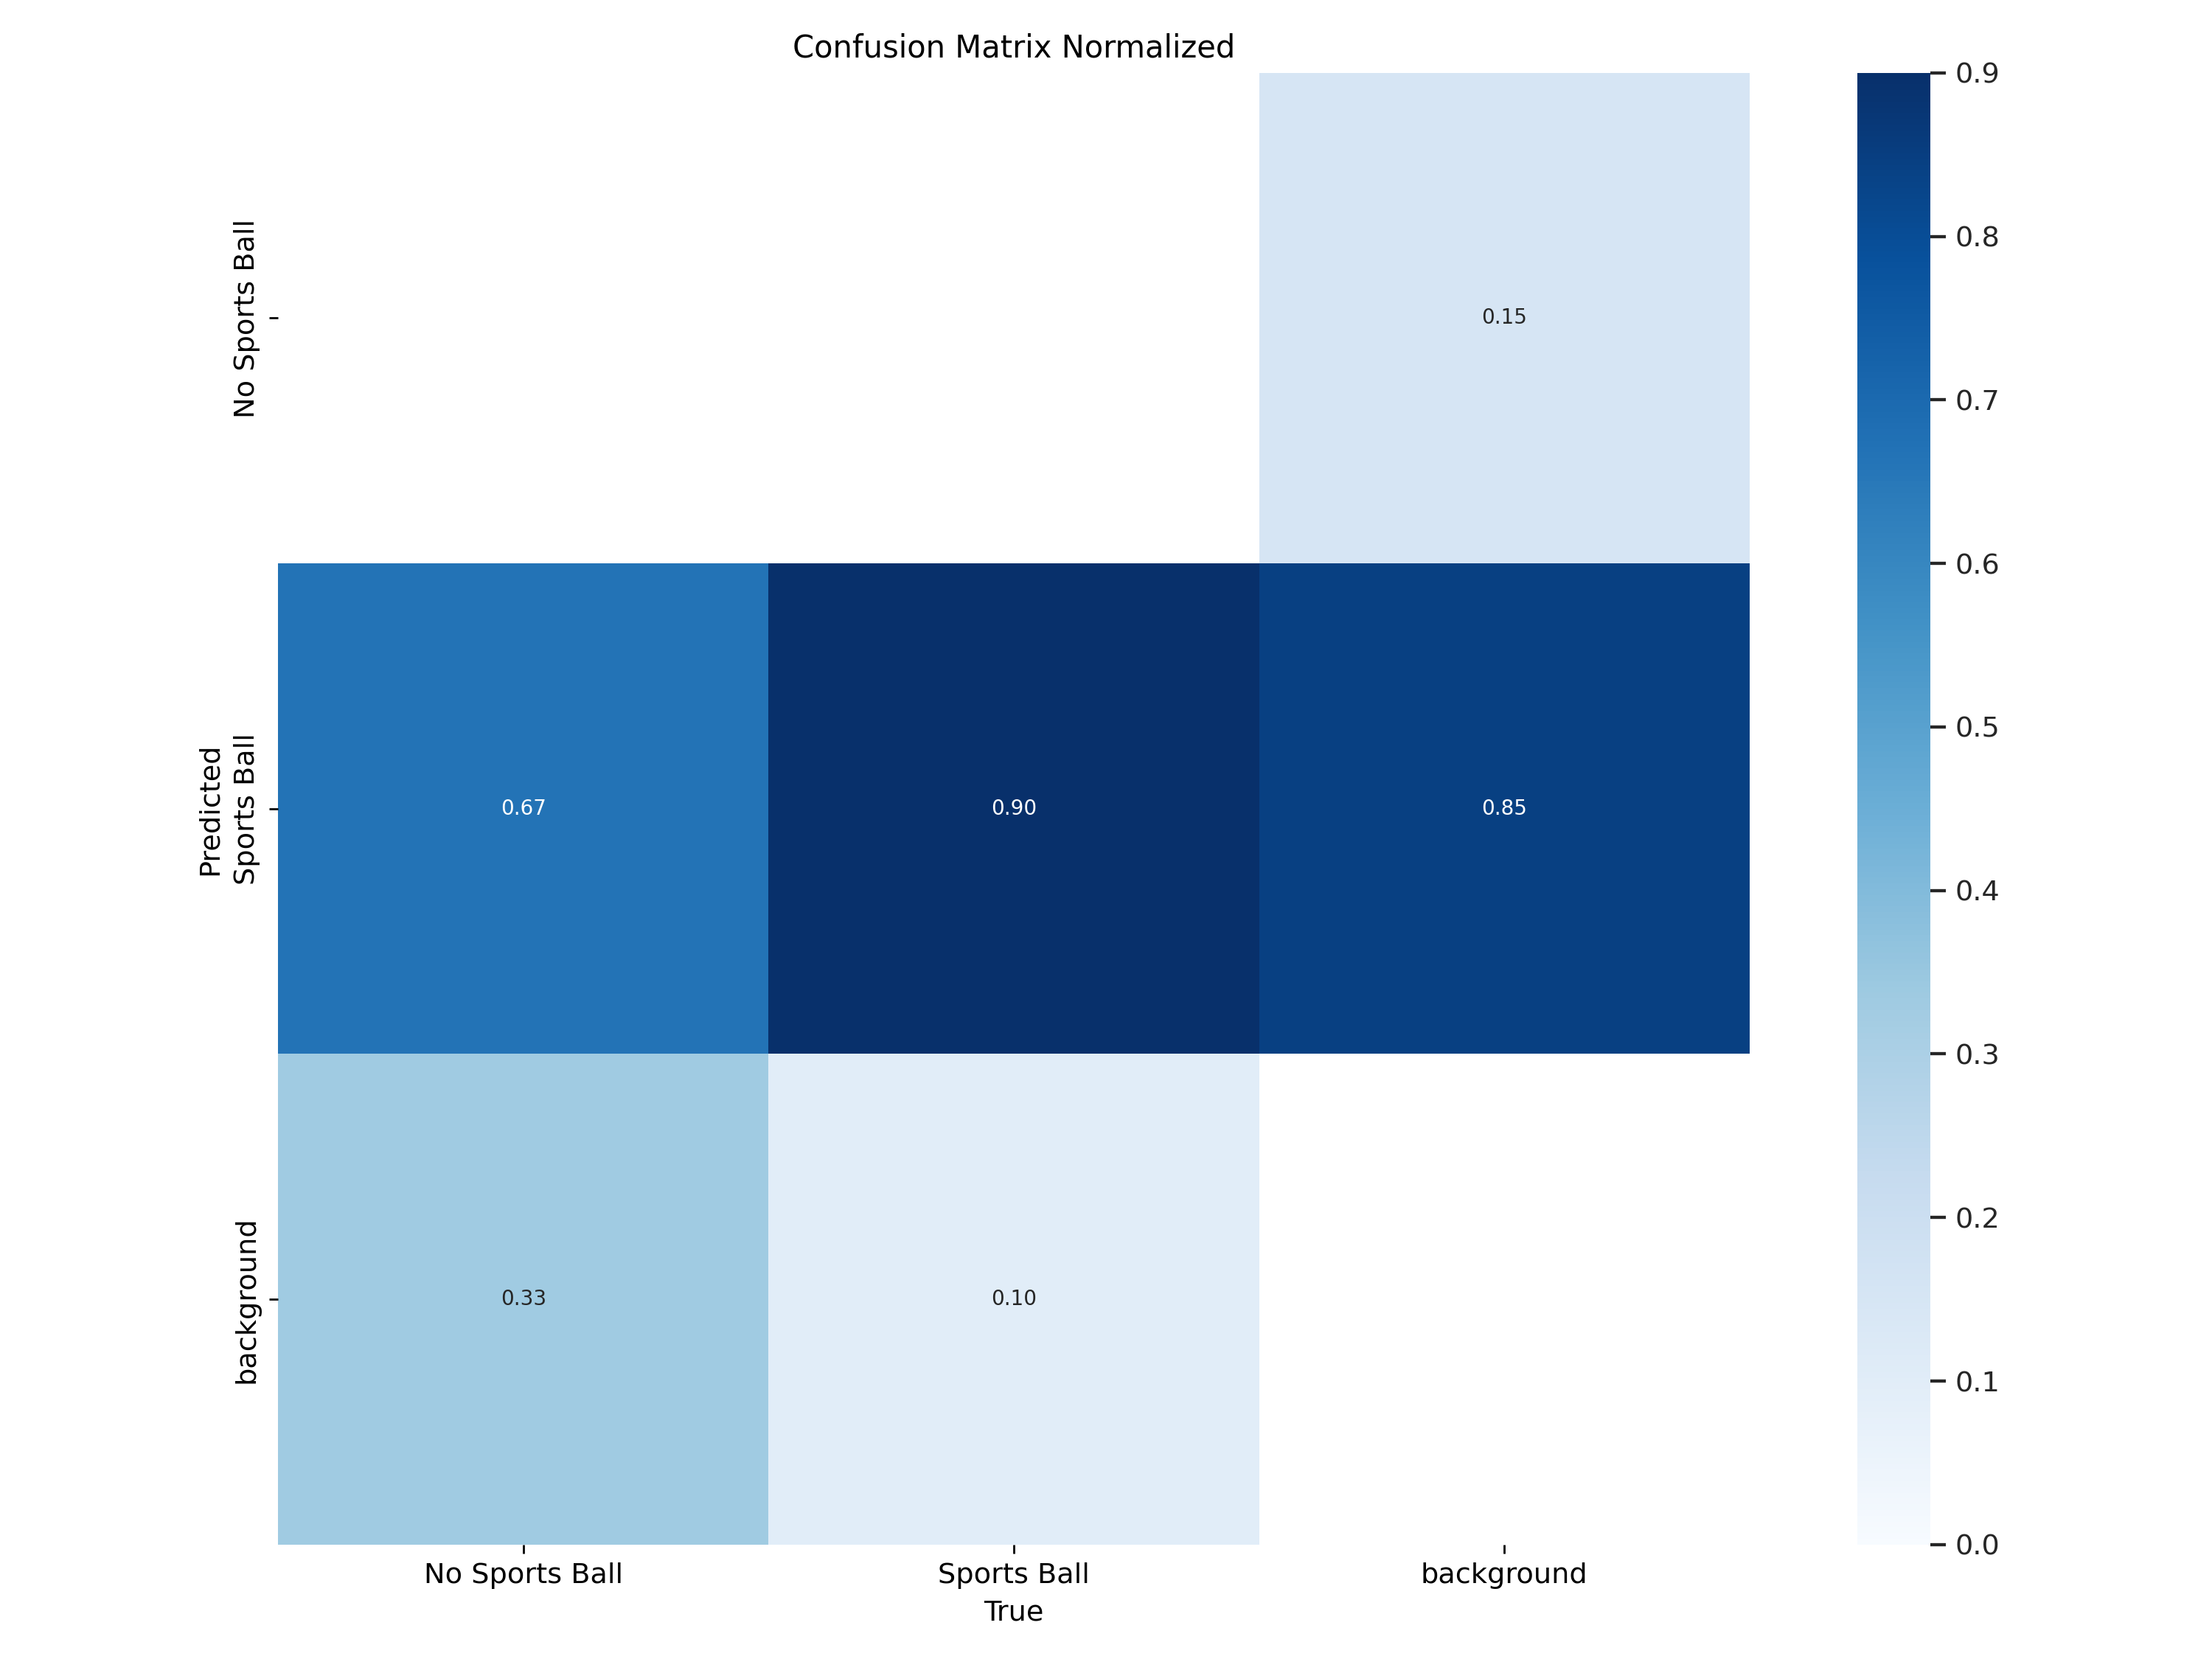 Confusion Matrix Normalized
No Sports Ball
0.15
Predicted
Sports Ball
0.67 0.90 0.85
background
0.33 0.10
No Sports Ball Sports Ball background
True
0.9
0.8
0.7
0.6
0.5
0.4
0.3
0.2
0.1
0.0